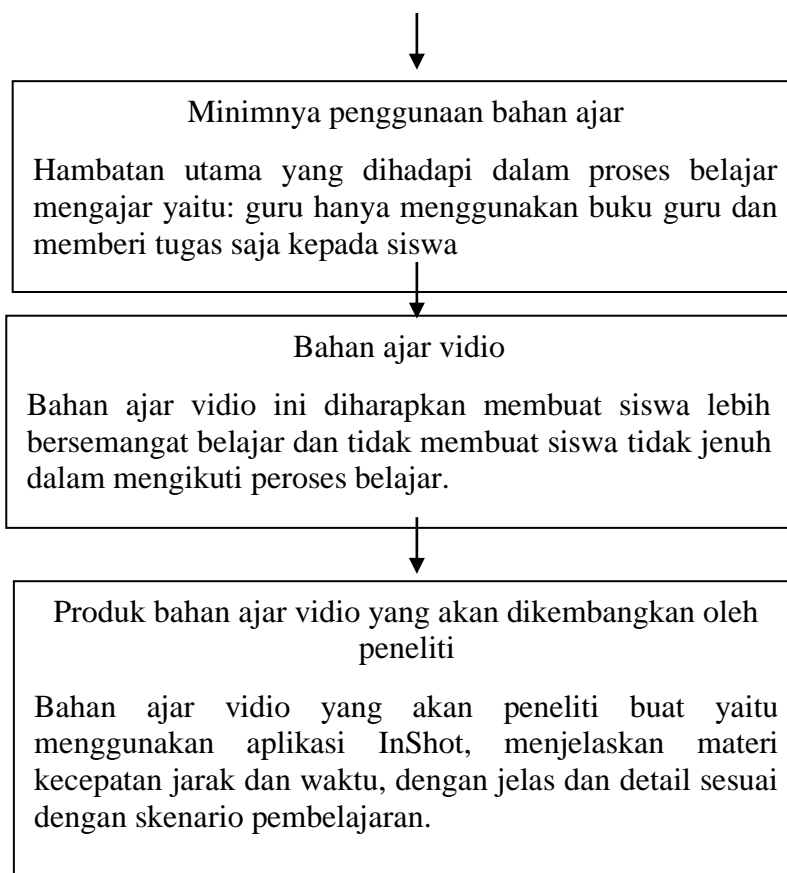 Minimnya penggunaan bahan ajar
Hambatan utama yang dihadapi dalam proses belajar
mengajar yaitu: guru hanya menggunakan buku guru dan
memberi tugas saja kepada siswa
Bahan ajar vidio
Bahan ajar vidio ini diharapkan membuat siswa lebih
bersemangat belajar dan tidak membuat siswa tidak jenuh
dalam mengikuti peroses belajar.
Produk bahan ajar vidio yang akan dikembangkan oleh
peneliti
Bahan ajar vidio yang akan peneliti buat yaitu
menggunakan aplikasi InShot, menjelaskan materi
kecepatan jarak dan waktu, dengan jelas dan detail sesuai
dengan skenario pembelajaran.